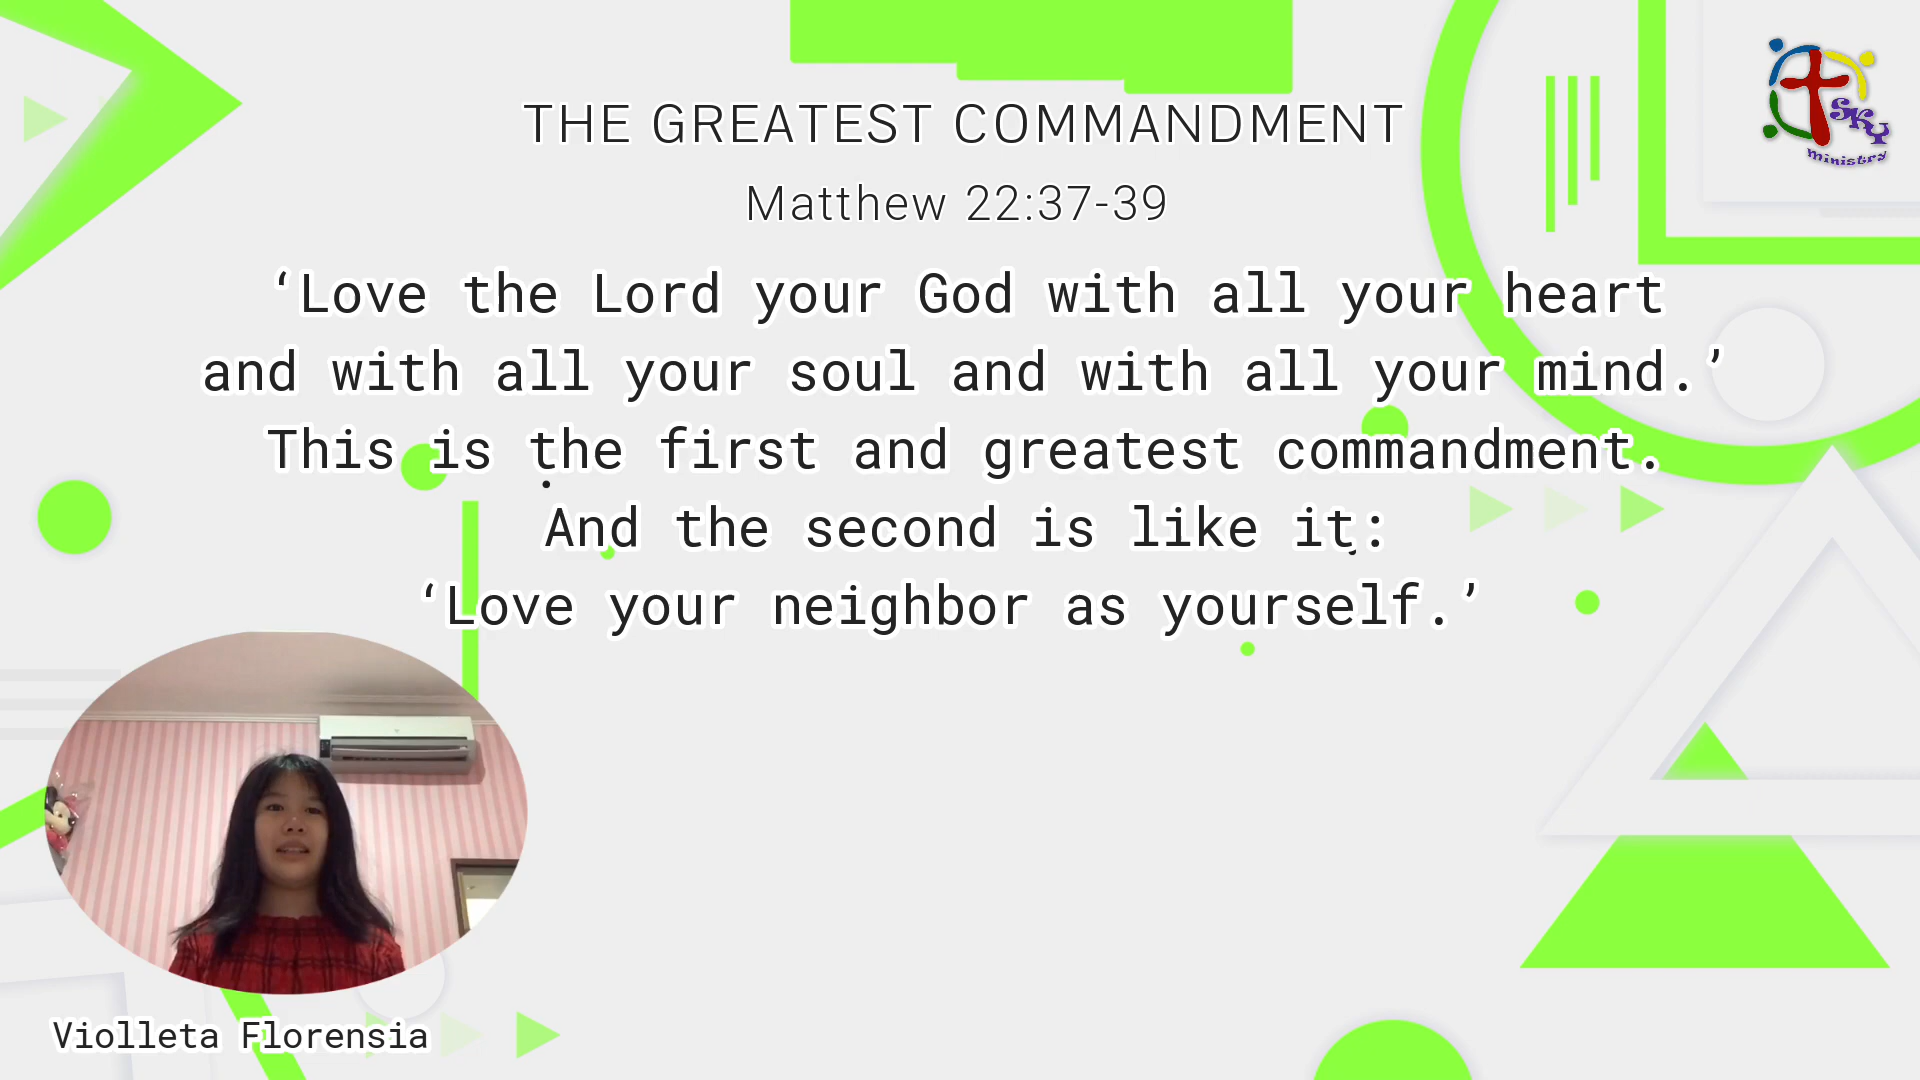 THE GREATEST COMMANDMENT
SKY
ministry
Matthew 22:37-39
‘Love the Lord your God with all your heart
and with all your soul and with all your mind.’
This is the first and greatest commandment.
And the second is like it:
‘Love your neighbor as yourself.’
Violleta Florensia